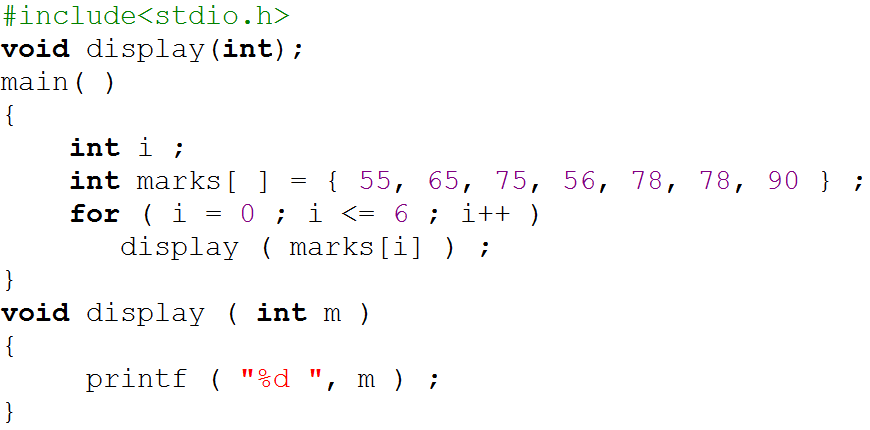 #include<stdio.h>
void display(int);
main( )
{
    int i ;
    int marks[ ] = { 55, 65, 75, 56, 78, 78, 90 } ;
    for ( i = 0 ; i <= 6 ; i++ )
       display ( marks[i] ) ;
}
void display ( int m )
{
     printf ( "%d ", m ) ;
}